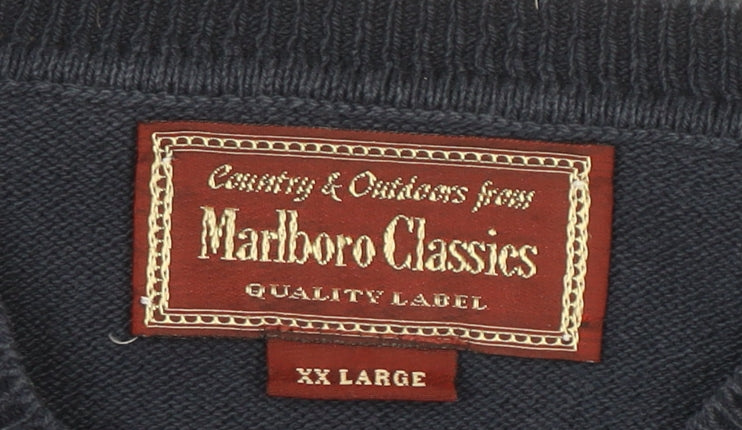 Country & Outdoors from
Marlboro Classics
QUALITY LABEL
XX LARGE